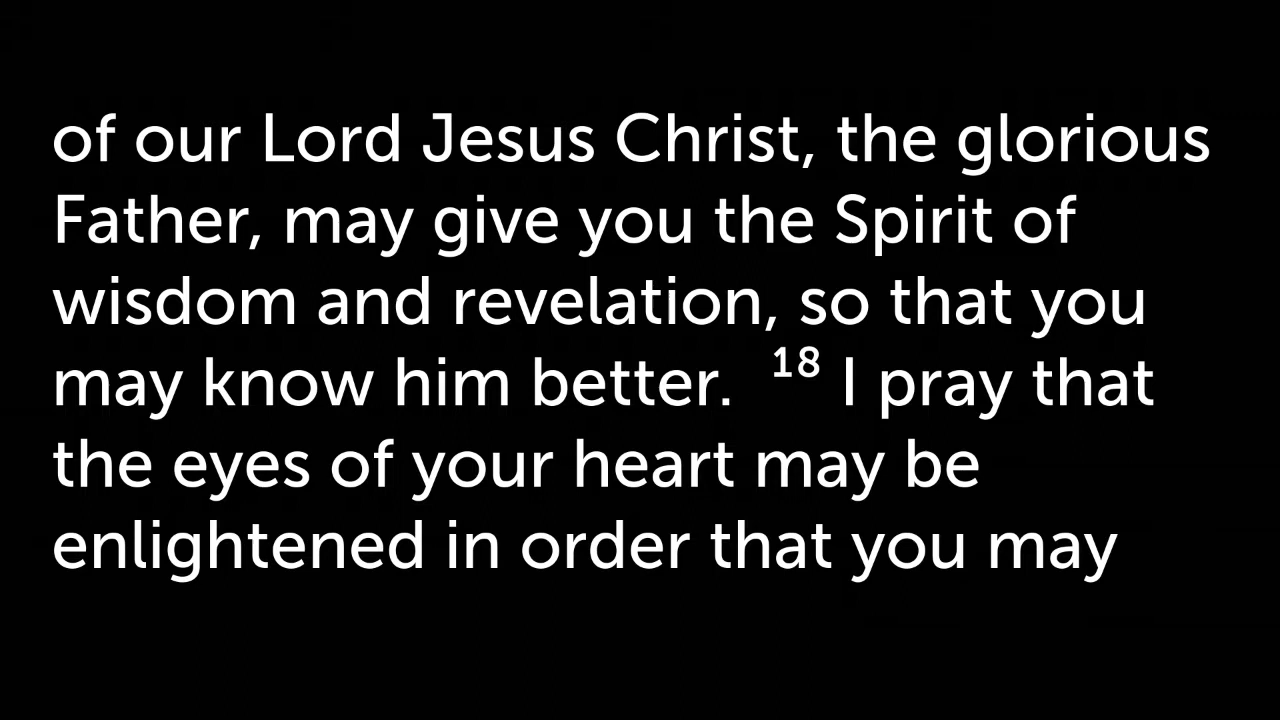 of our Lord Jesus Christ, the glorious
Father, may give you the Spirit of
wisdom and revelation, so that you
may know him better. 18 I pray that
the eyes of your heart may be
enlightened in order that you may